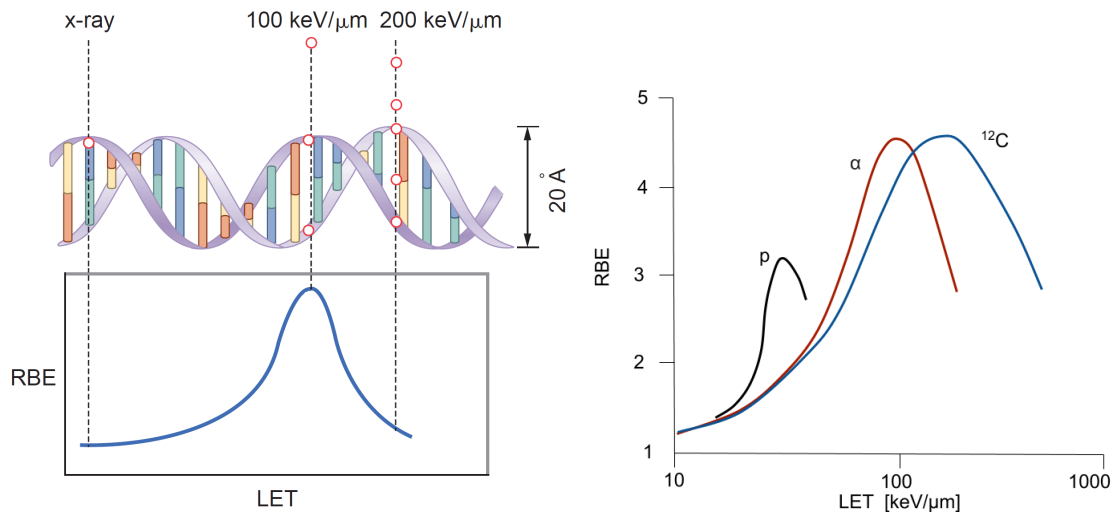 x-ray
100 keV/μm
200 keV/μm
20 Å
RBE
LET
5
4
3
2
1
RBE
α
¹²C
p
10
100
1000
LET [keV/μm]